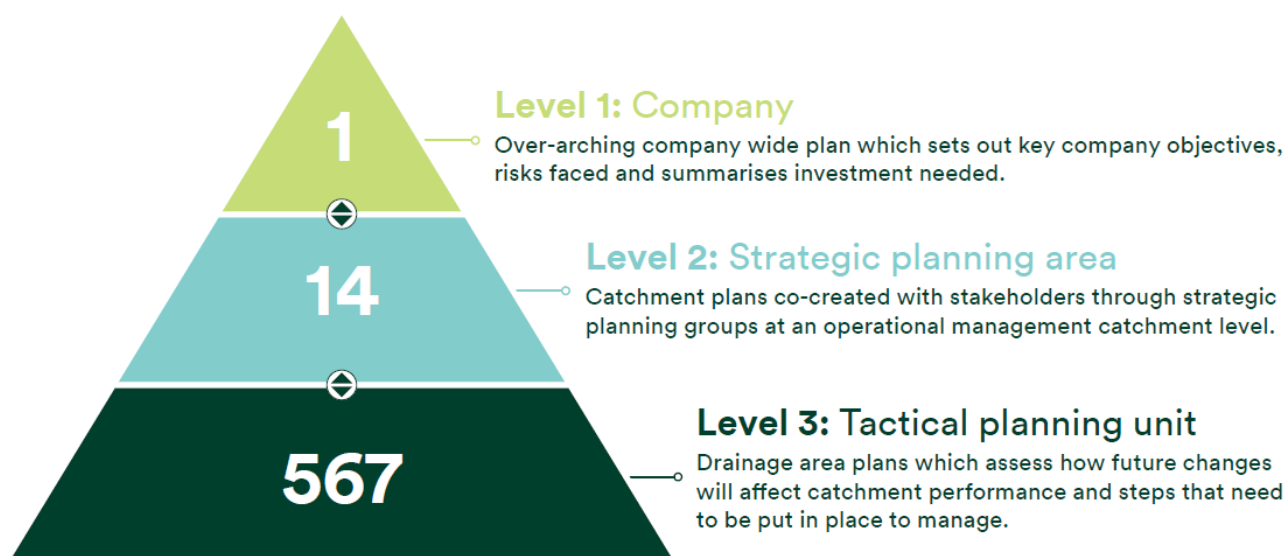 1
Level 1: Company
Over-arching company wide plan which sets out key company objectives,
risks faced and summarises investment needed.
14
Level 2: Strategic planning area
Catchment plans co-created with stakeholders through strategic
planning groups at an operational management catchment level.
567
Level 3: Tactical planning unit
Drainage area plans which assess how future changes
will affect catchment performance and steps that need
to be put in place to manage.